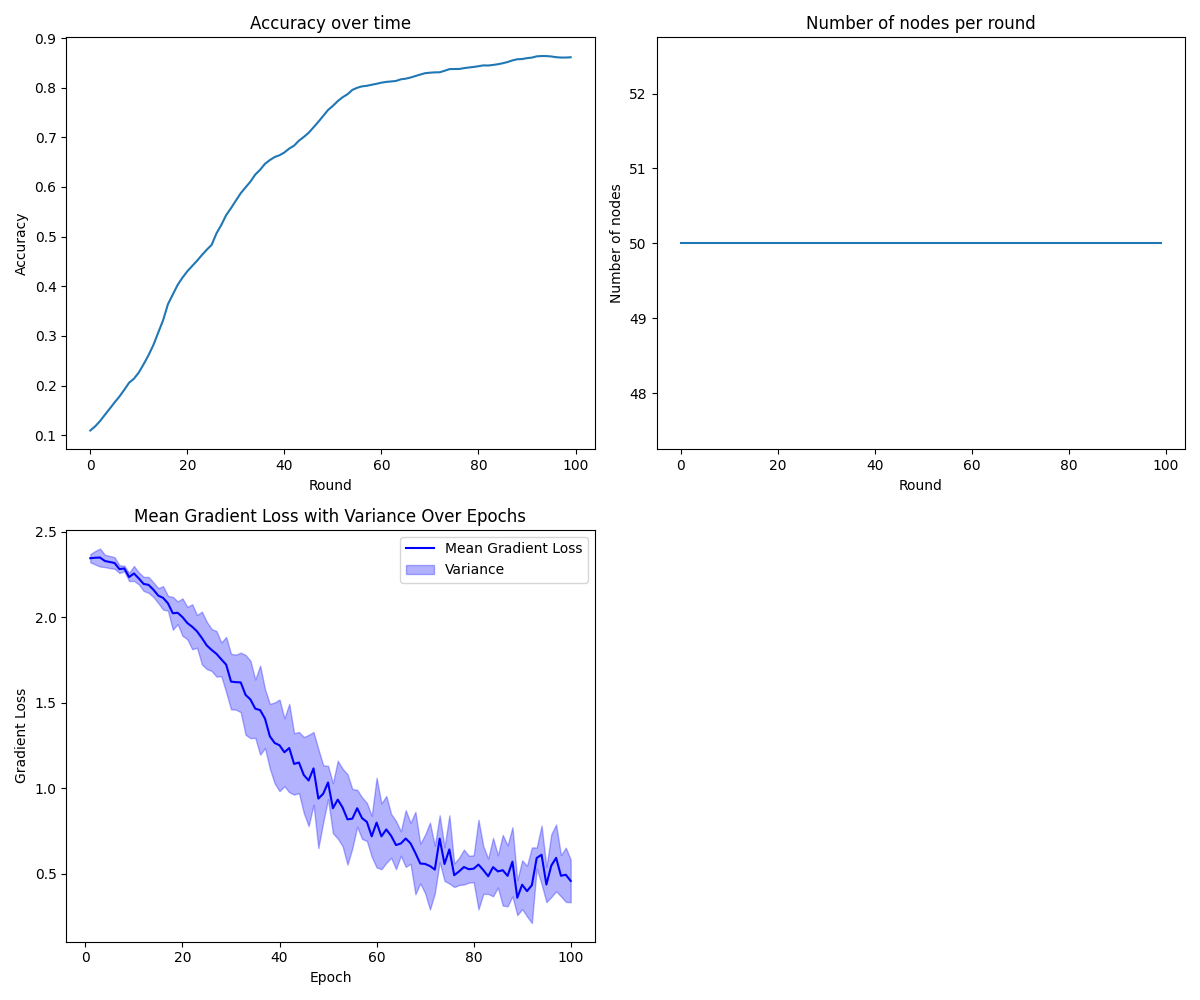 Accuracy over time
0.9
0.8
0.7
0.6
0.5
0.4
0.3
0.2
0.1
Accuracy
0 20 40 60 80 100
Round
Number of nodes per round
52
51
50
49
48
Number of nodes
0 20 40 60 80 100
Round
Mean Gradient Loss with Variance Over Epochs
Mean Gradient Loss
Variance
2.5
2.0
1.5
1.0
0.5
Gradient Loss
0 20 40 60 80 100
Epoch